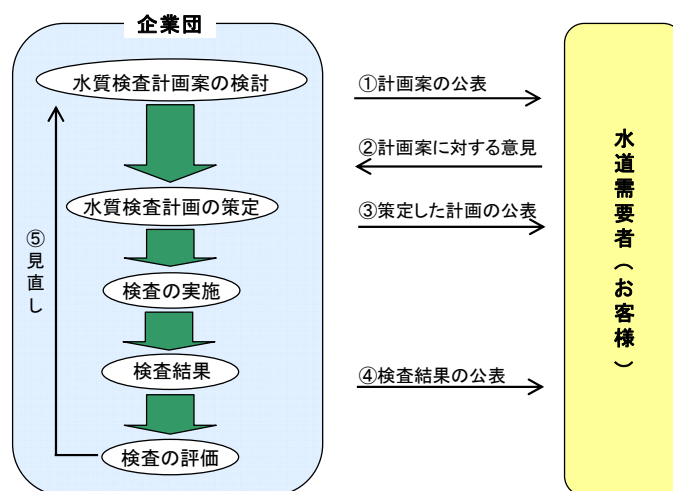 企業団
水質検査計画案の検討
①計画案の公表
②計画案に対する意見
水質検査計画の策定
③策定した計画の公表
⑤見直し
検査の実施
検査結果
④検査結果の公表
検査の評価
水道需要者(お客様)